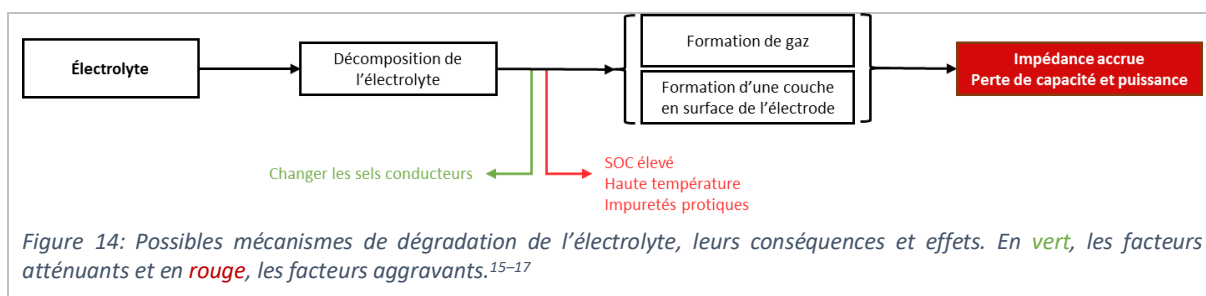 Électrolyte
Décomposition de
l’électrolyte
Formation de gaz
Formation d’une couche
en surface de l’électrode
Impédance accrue
Perte de capacité et puissance
Changer les sels conducteurs
SOC élevé
Haute température
Impuretés protiques
Figure 14: Possibles mécanismes de dégradation de l’électrolyte, leurs conséquences et effets. En vert, les facteurs
atténuants et en rouge, les facteurs aggravants.15–17